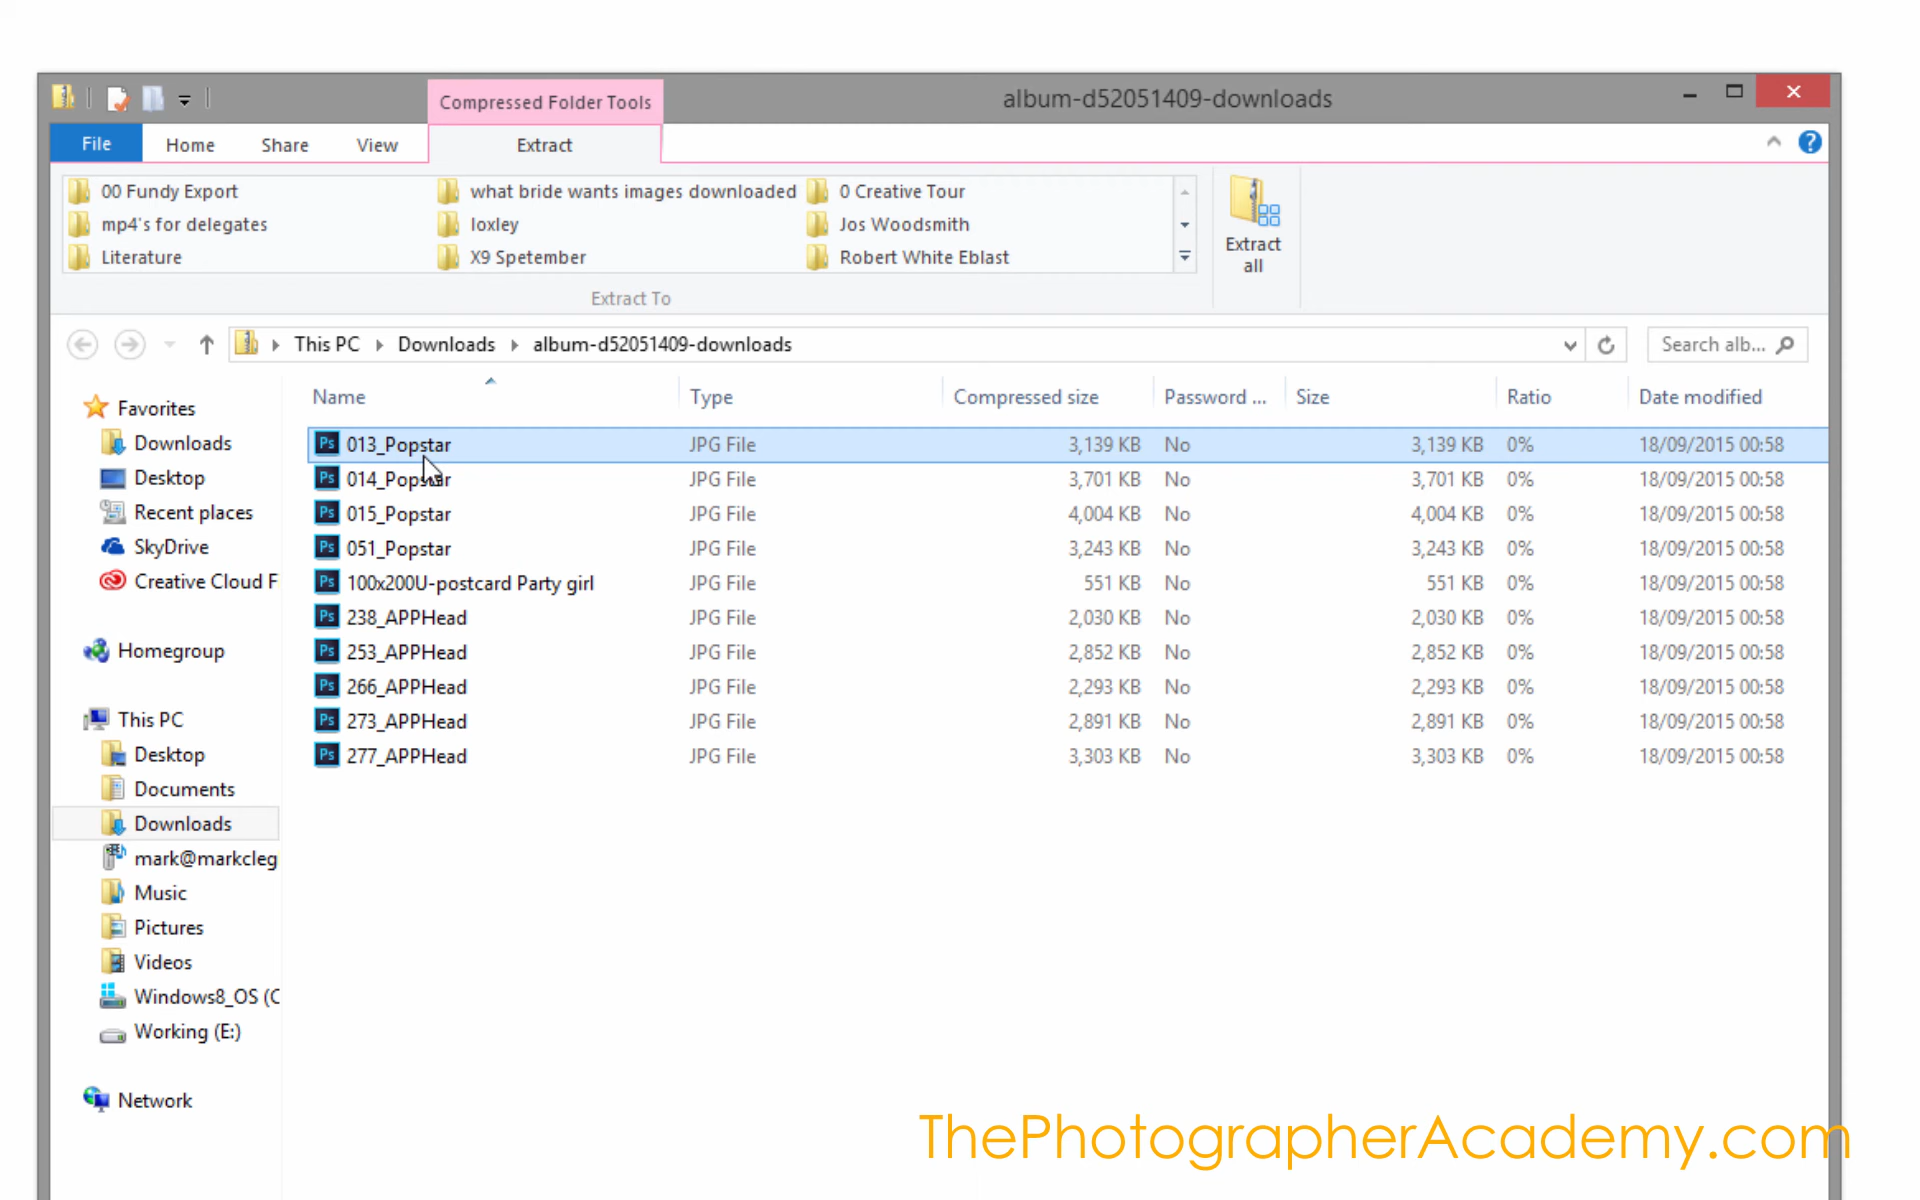 Compressed Folder Tools
album-d52051409-downloads
File Home Share View Extract
00 Fundy Export what bride wants images downloaded 0 Creative Tour
mp4's for delegates loxley Jos Woodsmith
Literature X9 Spetember Robert White Eblast
Extract all
Extract To
This PC Downloads album-d52051409-downloads
Search alb...
Name Type Compressed size Password ... Size Ratio Date modified
013_Popstar JPG File 3,139 KB No 3,139 KB 0% 18/09/2015 00:58
014_Popstar JPG File 3,701 KB No 3,701 KB 0% 18/09/2015 00:58
015_Popstar JPG File 4,004 KB No 4,004 KB 0% 18/09/2015 00:58
051_Popstar JPG File 3,243 KB No 3,243 KB 0% 18/09/2015 00:58
100x200U-postcard Party girl JPG File 551 KB No 551 KB 0% 18/09/2015 00:58
238_APPHead JPG File 2,030 KB No 2,030 KB 0% 18/09/2015 00:58
253_APPHead JPG File 2,852 KB No 2,852 KB 0% 18/09/2015 00:58
266_APPHead JPG File 2,293 KB No 2,293 KB 0% 18/09/2015 00:58
273_APPHead JPG File 2,891 KB No 2,891 KB 0% 18/09/2015 00:58
277_APPHead JPG File 3,303 KB No 3,303 KB 0% 18/09/2015 00:58
Favorites
Downloads
Desktop
Recent places
SkyDrive
Creative Cloud F
Homegroup
This PC
Desktop
Documents
Downloads
mark@markcleg
Music
Pictures
Videos
Windows8_OS (C
Working (E:)
Network
ThePhotographerAcademy.com